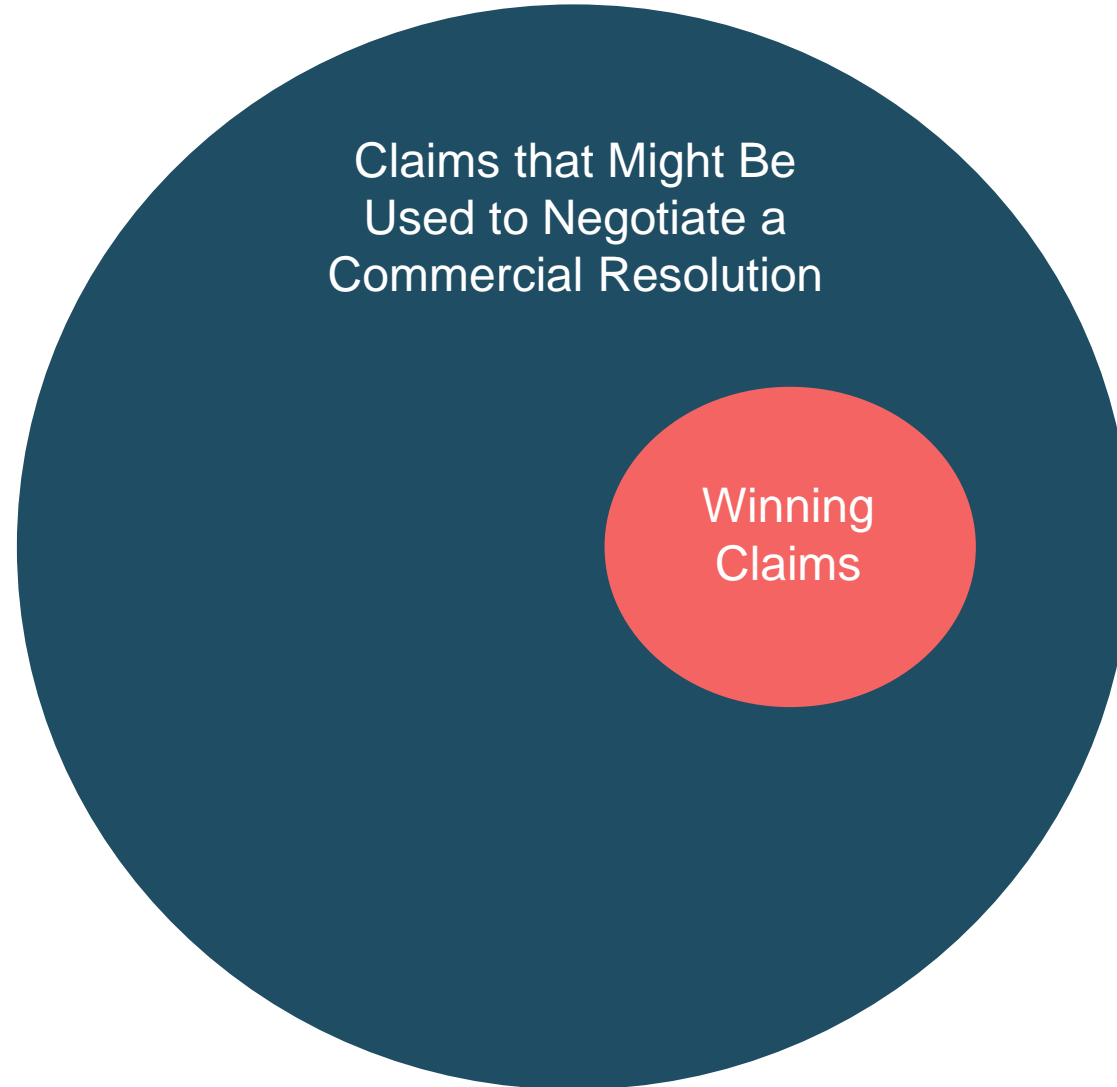 Claims that Might Be
Used to Negotiate a
Commercial Resolution
Winning
Claims